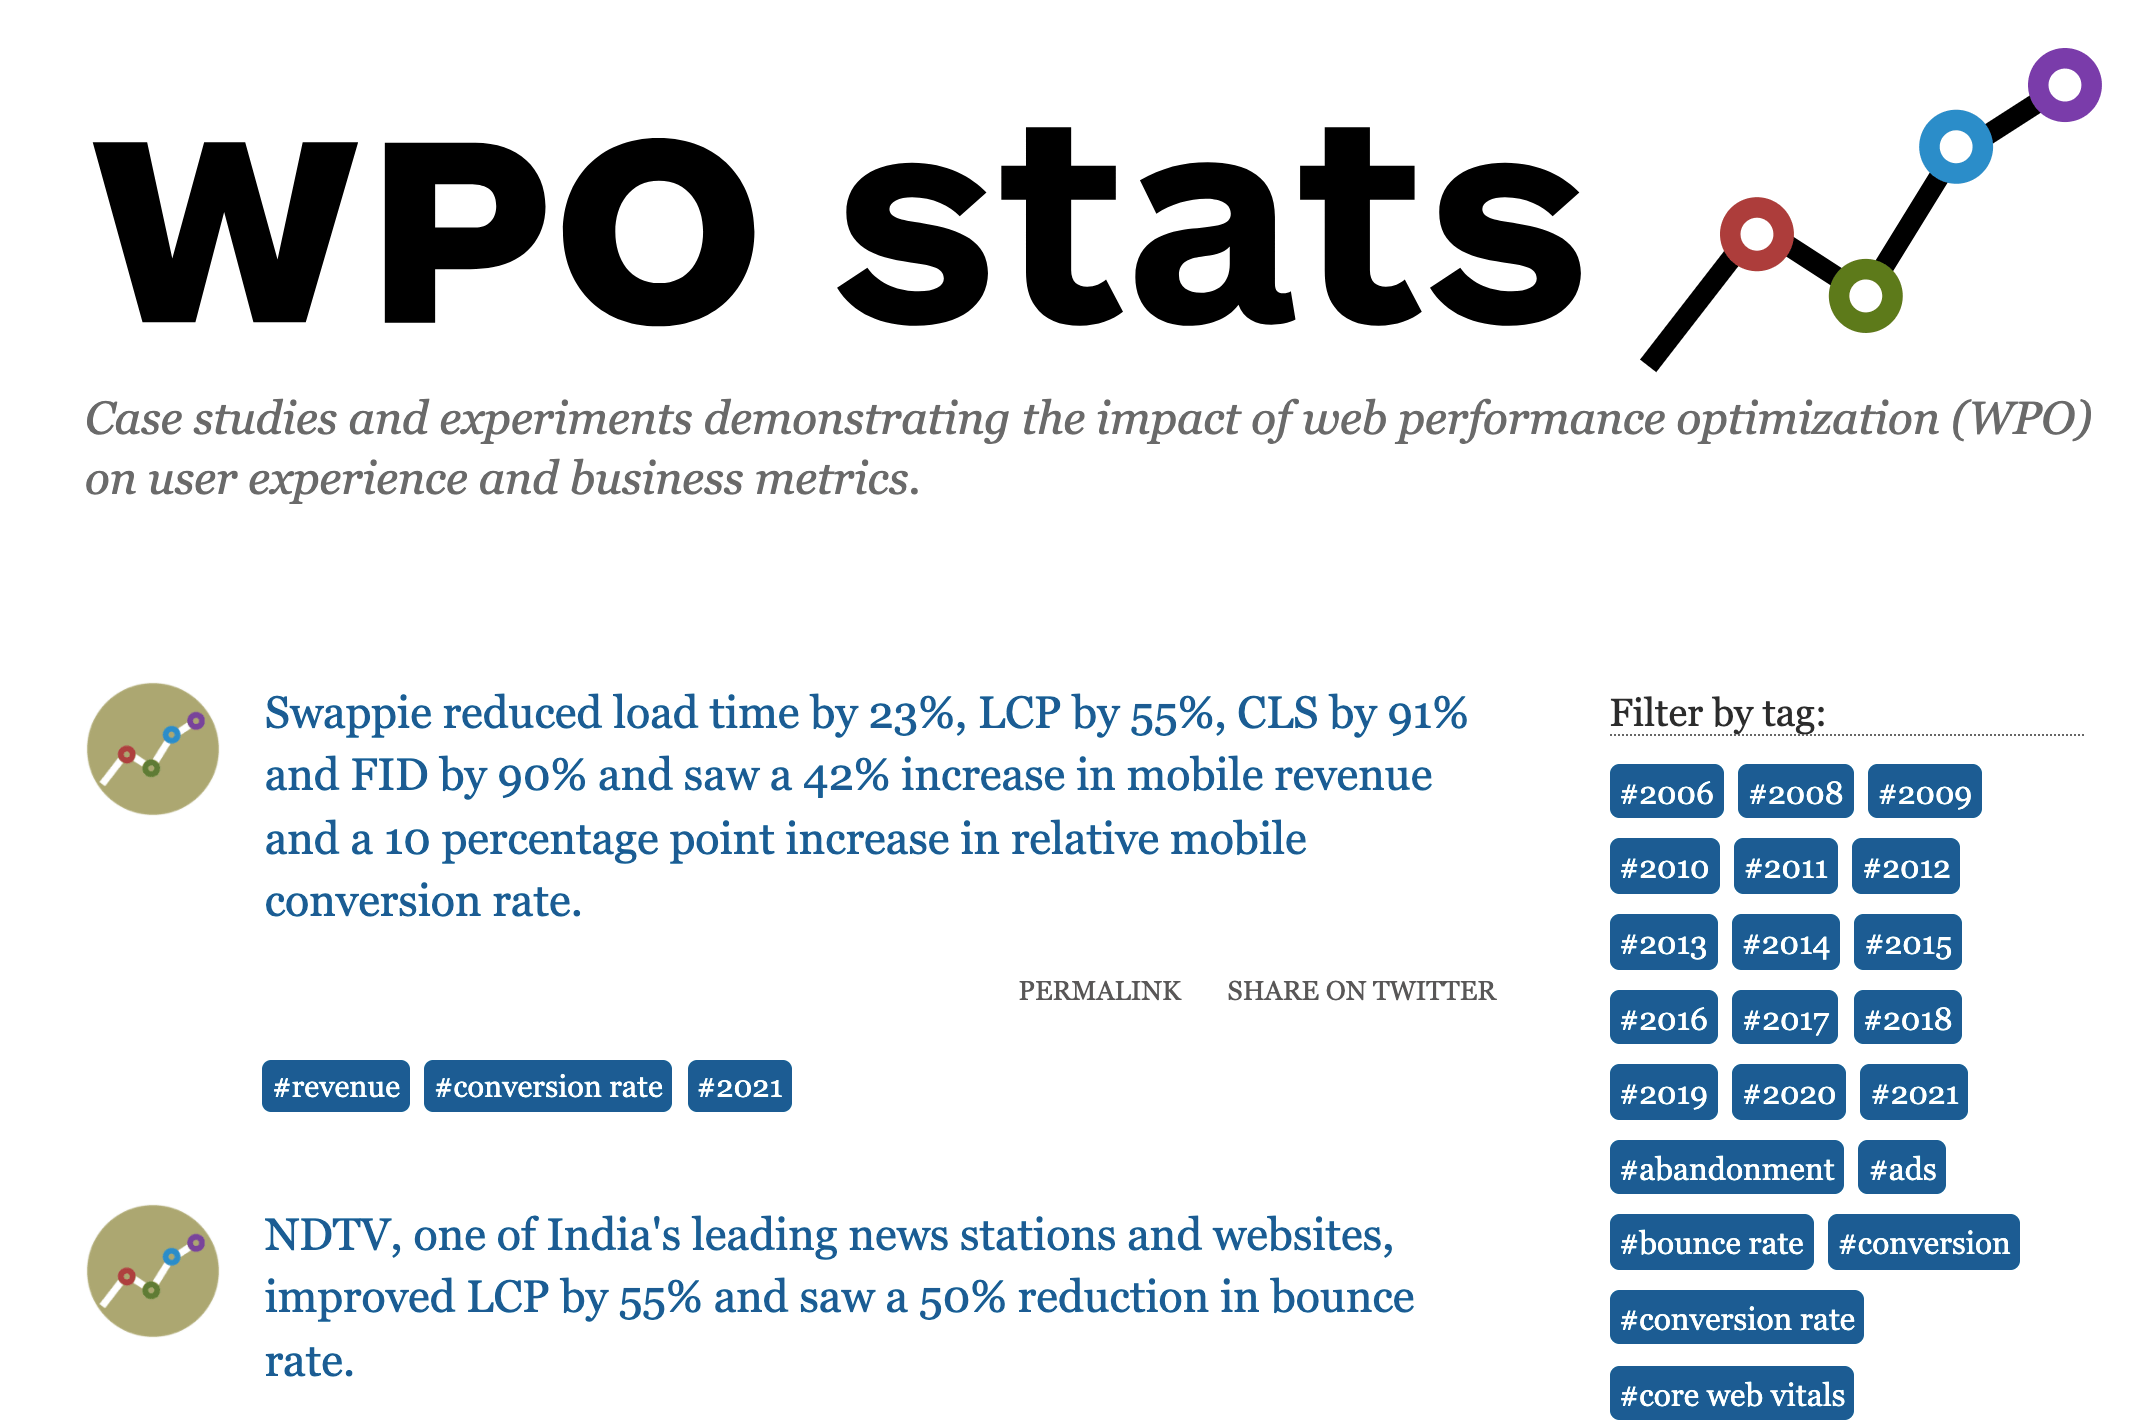 WPO stats
Case studies and experiments demonstrating the impact of web performance optimization (WPO)
on user experience and business metrics.
Swappie reduced load time by 23%, LCP by 55%, CLS by 91%
and FID by 90% and saw a 42% increase in mobile revenue
and a 10 percentage point increase in relative mobile
conversion rate.
PERMALINK SHARE ON TWITTER
#revenue #conversion rate #2021
NDTV, one of India's leading news stations and websites,
improved LCP by 55% and saw a 50% reduction in bounce
rate.
Filter by tag:
#2006 #2008 #2009
#2010 #2011 #2012
#2013 #2014 #2015
#2016 #2017 #2018
#2019 #2020 #2021
#abandonment #ads
#bounce rate #conversion
#conversion rate
#core web vitals